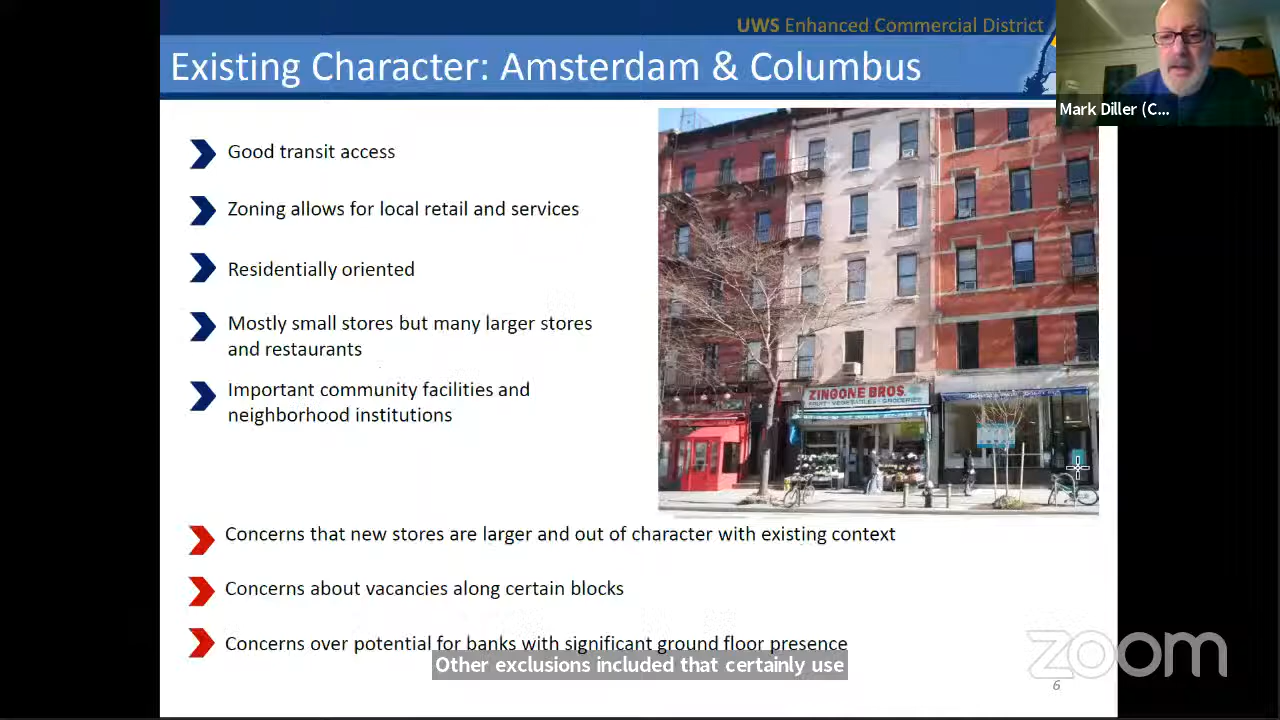 UWS Enhanced Commercial District
Existing Character: Amsterdam & Columbus
Mark Diller (C...
Good transit access
Zoning allows for local retail and services
Residentially oriented
Mostly small stores but many larger stores
and restaurants
Important community facilities and
neighborhood institutions
ZINGONE BROS.
FRUIT - VEGETABLES - GROCERIES
Concerns that new stores are larger and out of character with existing context
Concerns about vacancies along certain blocks
Concerns over potential for banks with significant ground floor presence
Other exclusions included that certainly use
zoom
6